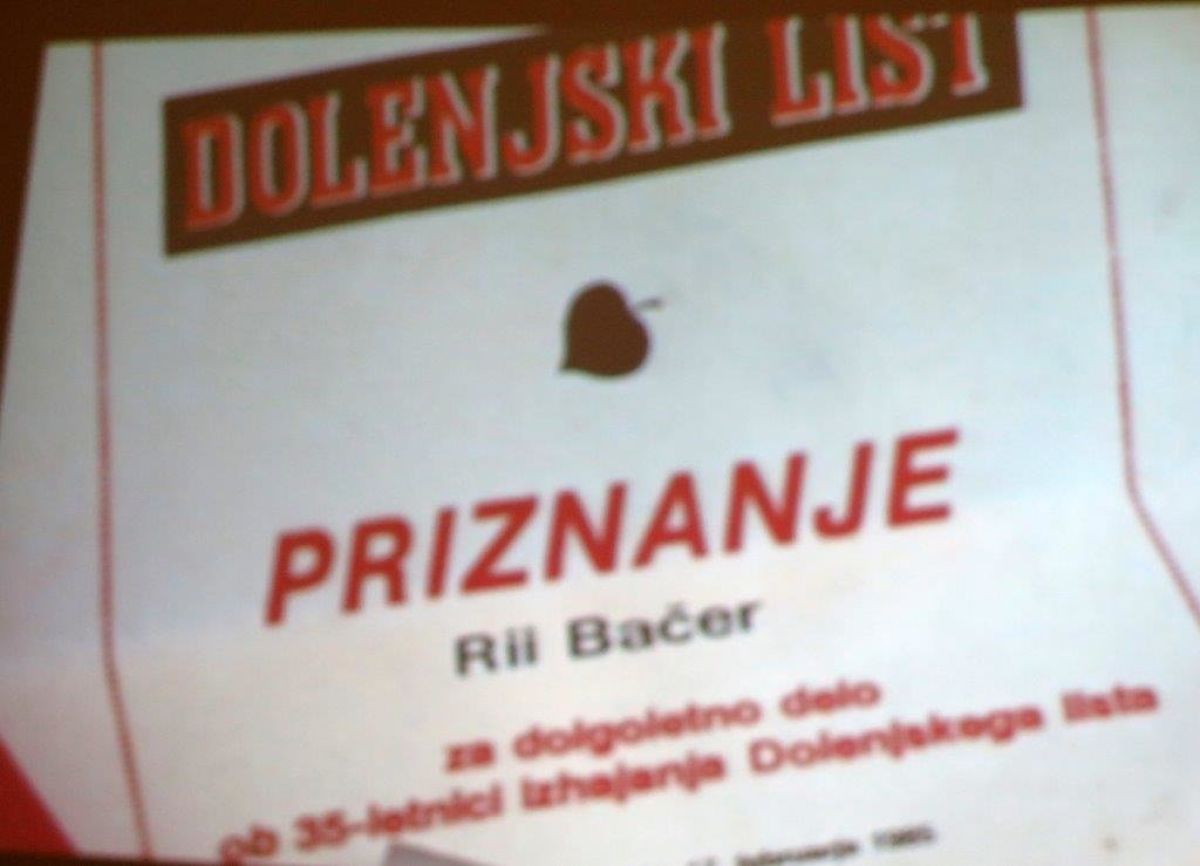 DOLENJSKI LIST
PRIZNANJE
Rii Bačer
za dolgoletno delo
ob 35-letnici izhajanja Dolenjskega lista